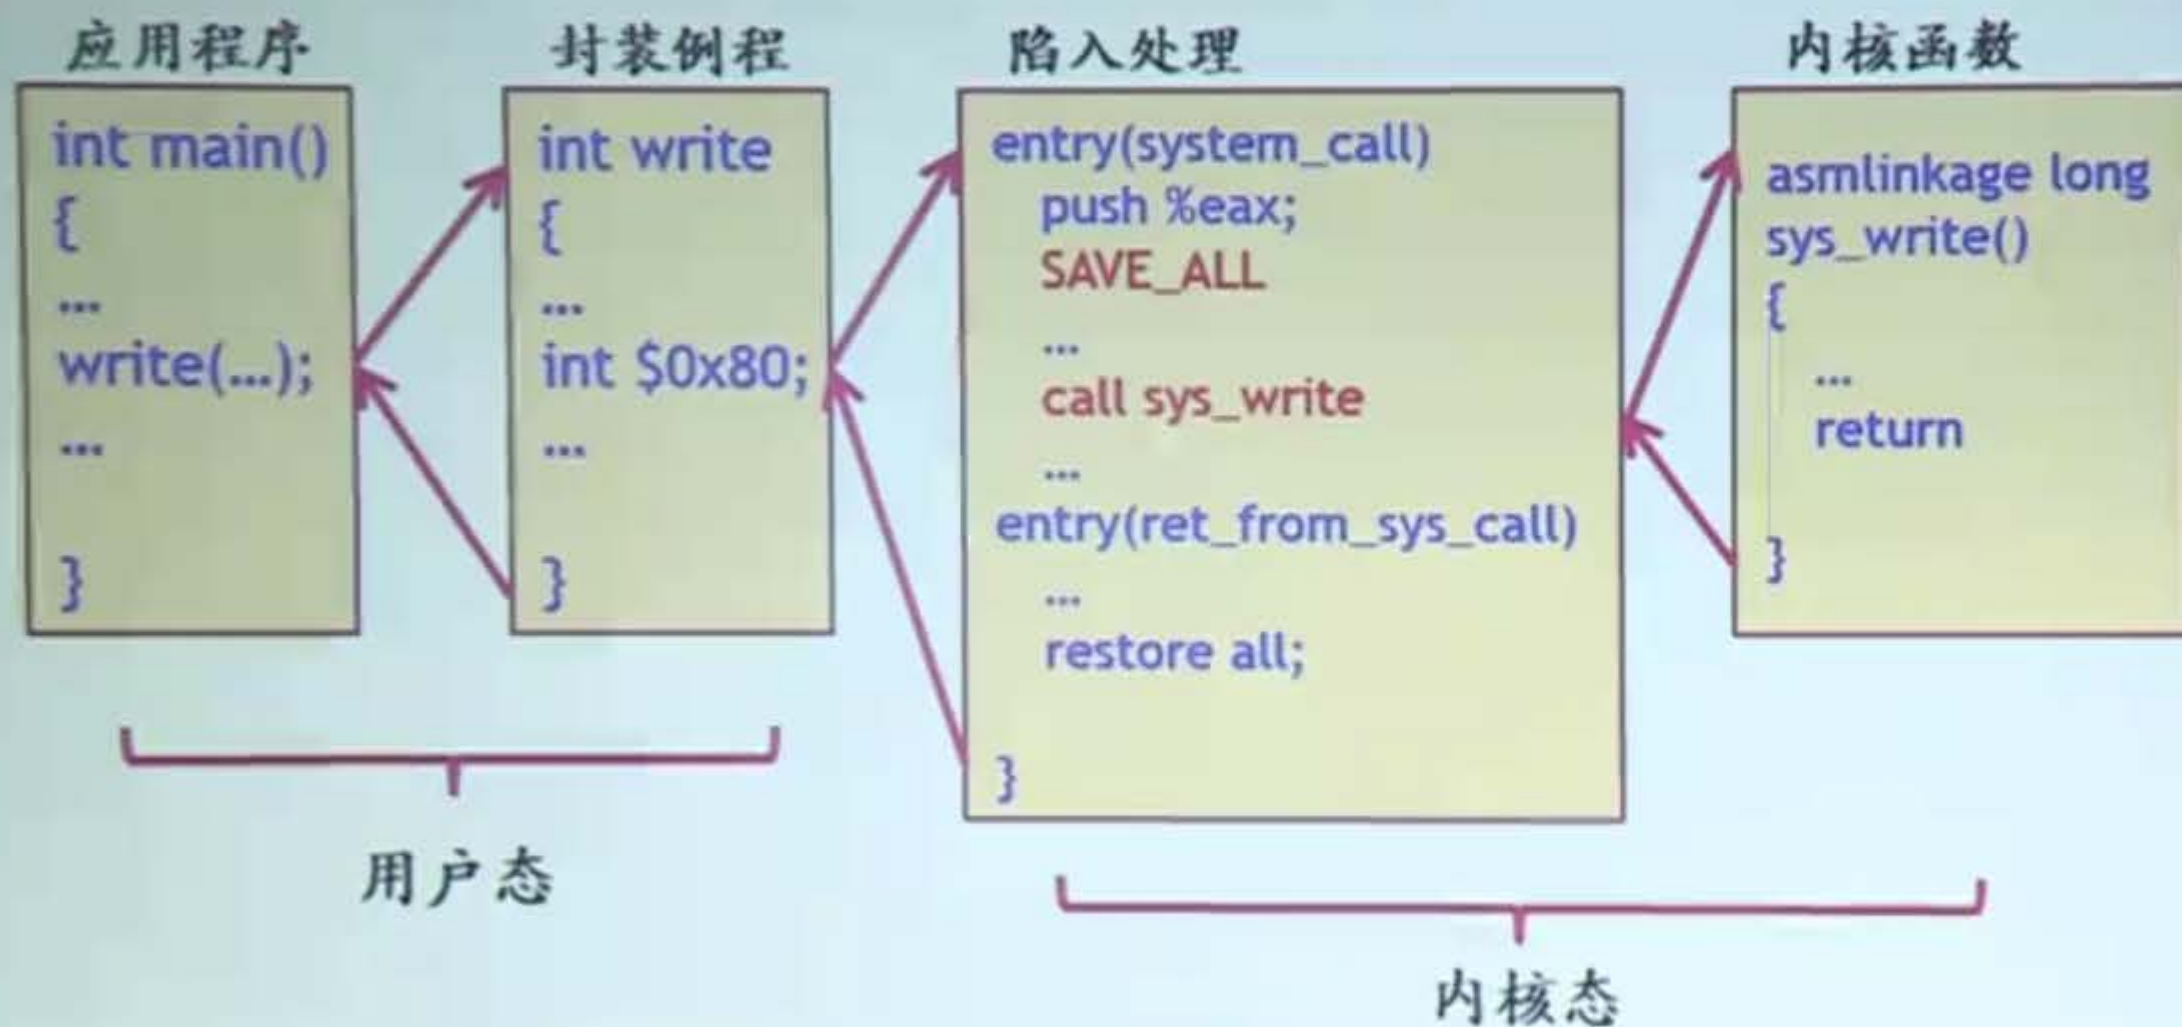 应用程序
int main()
{
...
write(...);
...
}
封装例程
int write
{
...
int $0x80;
...
}
陷入处理
entry(system_call)
push %eax;
SAVE_ALL
...
call sys_write
...
entry(ret_from_sys_call)
...
restore all;
}
内核函数
asmlinkage long
sys_write()
{
...
return
}
用户态
内核态